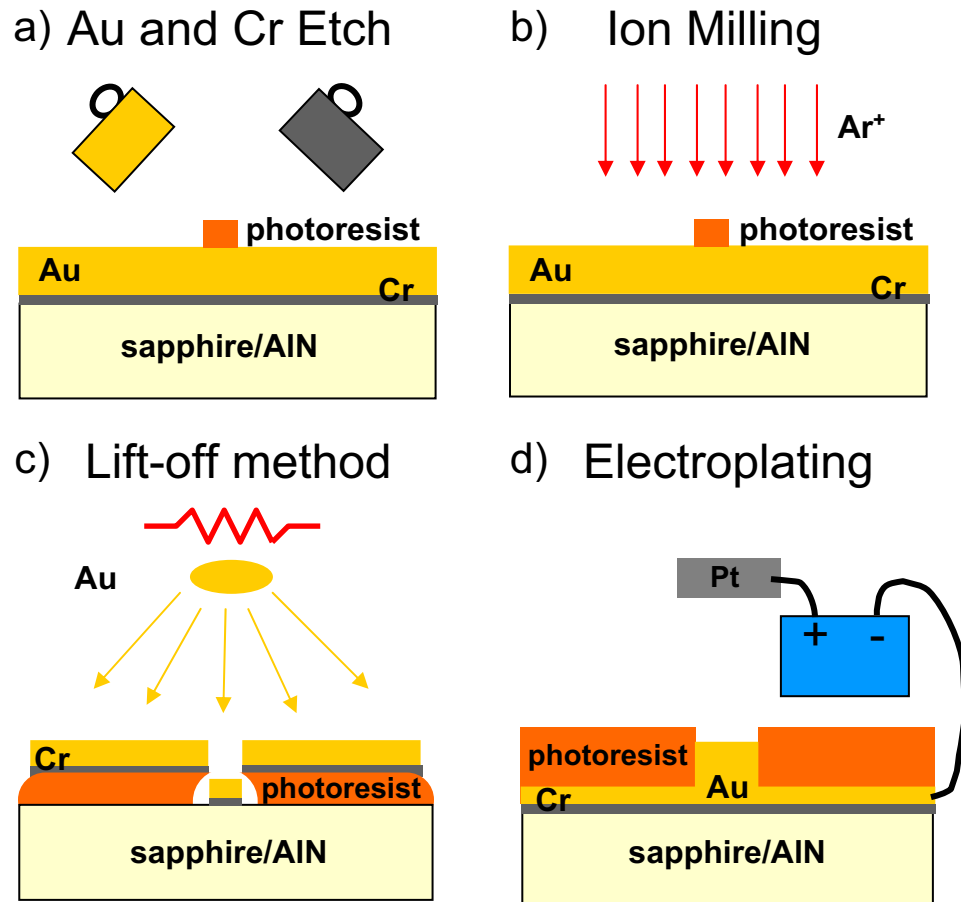 a) Au and Cr Etch
photoresist
Au
Cr
sapphire/AlN
b) Ion Milling
Ar+
photoresist
Au
Cr
sapphire/AlN
c) Lift-off method
Au
Cr
photoresist
sapphire/AlN
d) Electroplating
Pt
+ -
photoresist
Au
Cr
sapphire/AlN